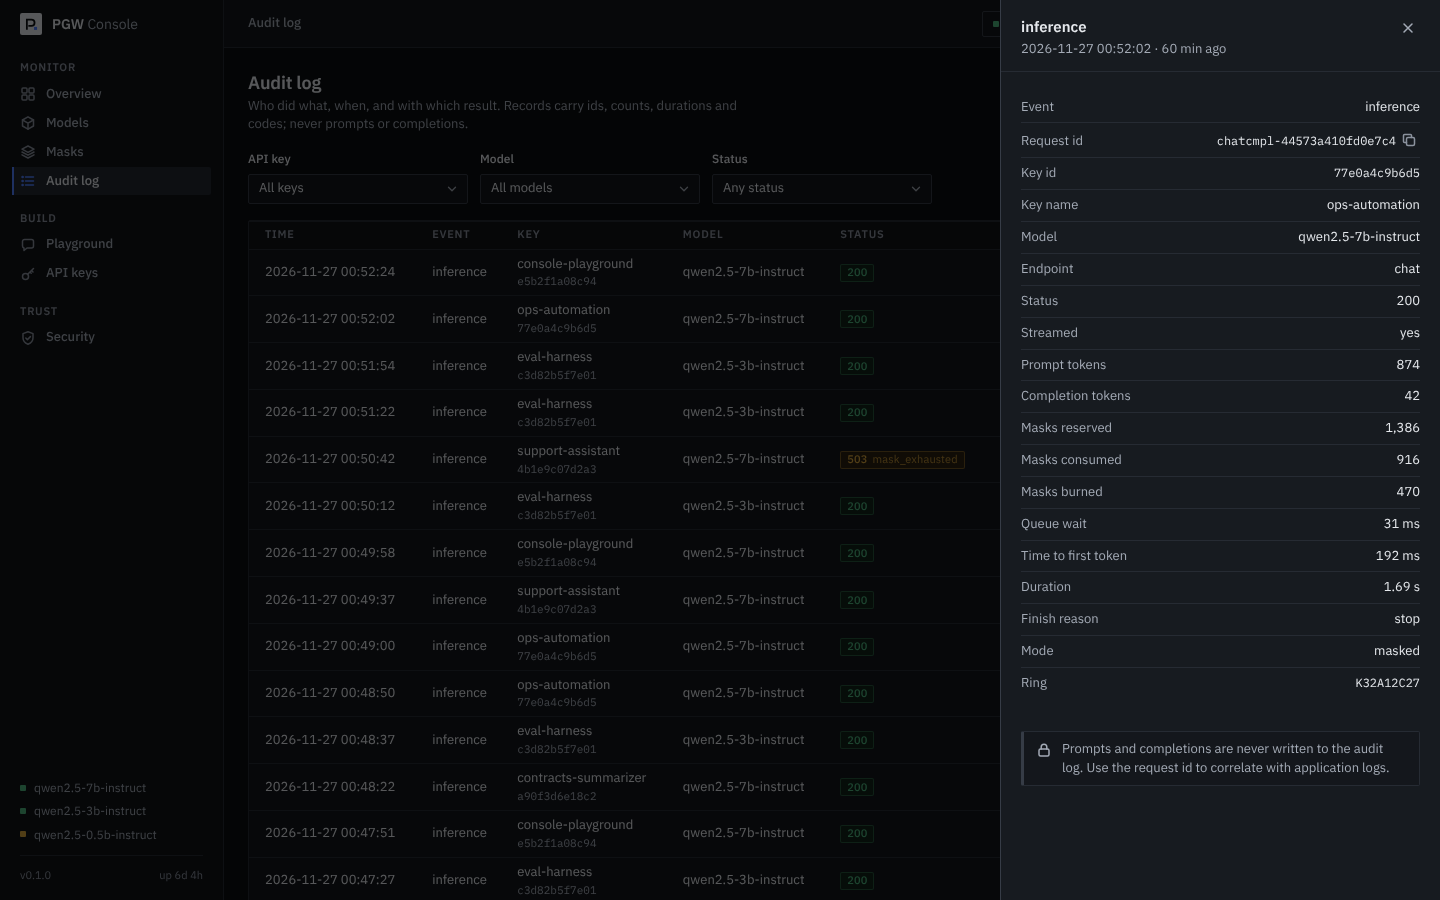 PGW Console
MONITOR
Overview
Models
Masks
Audit log
BUILD
Playground
API keys
TRUST
Security
qwen2.5-7b-instruct
qwen2.5-3b-instruct
qwen2.5-0.5b-instruct
v0.1.0 up 6d 4h
Audit log
Audit log
Who did what, when, and with which result. Records carry ids, counts, durations and
codes; never prompts or completions.
API key Model Status
All keys All models Any status
TIME EVENT KEY MODEL STATUS
2026-11-27 00:52:24 inference console-playground qwen2.5-7b-instruct 200
e5b2f1a08c94
2026-11-27 00:52:02 inference ops-automation qwen2.5-7b-instruct 200
77e0a4c9b6d5
2026-11-27 00:51:54 inference eval-harness qwen2.5-3b-instruct 200
c3d82b5f7e01
2026-11-27 00:51:22 inference eval-harness qwen2.5-3b-instruct 200
c3d82b5f7e01
2026-11-27 00:50:42 inference support-assistant qwen2.5-7b-instruct 503 mask_exhausted
4b1e9c07d2a3
2026-11-27 00:50:12 inference eval-harness qwen2.5-3b-instruct 200
c3d82b5f7e01
2026-11-27 00:49:58 inference console-playground qwen2.5-7b-instruct 200
e5b2f1a08c94
2026-11-27 00:49:37 inference support-assistant qwen2.5-7b-instruct 200
4b1e9c07d2a3
2026-11-27 00:49:00 inference ops-automation qwen2.5-7b-instruct 200
77e0a4c9b6d5
2026-11-27 00:48:50 inference ops-automation qwen2.5-7b-instruct 200
77e0a4c9b6d5
2026-11-27 00:48:37 inference eval-harness qwen2.5-3b-instruct 200
c3d82b5f7e01
2026-11-27 00:48:22 inference contracts-summarizer qwen2.5-7b-instruct 200
a90f3d6e18c2
2026-11-27 00:47:51 inference console-playground qwen2.5-7b-instruct 200
e5b2f1a08c94
2026-11-27 00:47:27 inference eval-harness qwen2.5-3b-instruct 200
c3d82b5f7e01
inference
2026-11-27 00:52:02 · 60 min ago
Event inference
Request id chatcmpl-44573a410fd0e7c4
Key id 77e0a4c9b6d5
Key name ops-automation
Model qwen2.5-7b-instruct
Endpoint chat
Status 200
Streamed yes
Prompt tokens 874
Completion tokens 42
Masks reserved 1,386
Masks consumed 916
Masks burned 470
Queue wait 31 ms
Time to first token 192 ms
Duration 1.69 s
Finish reason stop
Mode masked
Ring K32A12C27
Prompts and completions are never written to the audit
log. Use the request id to correlate with application logs.